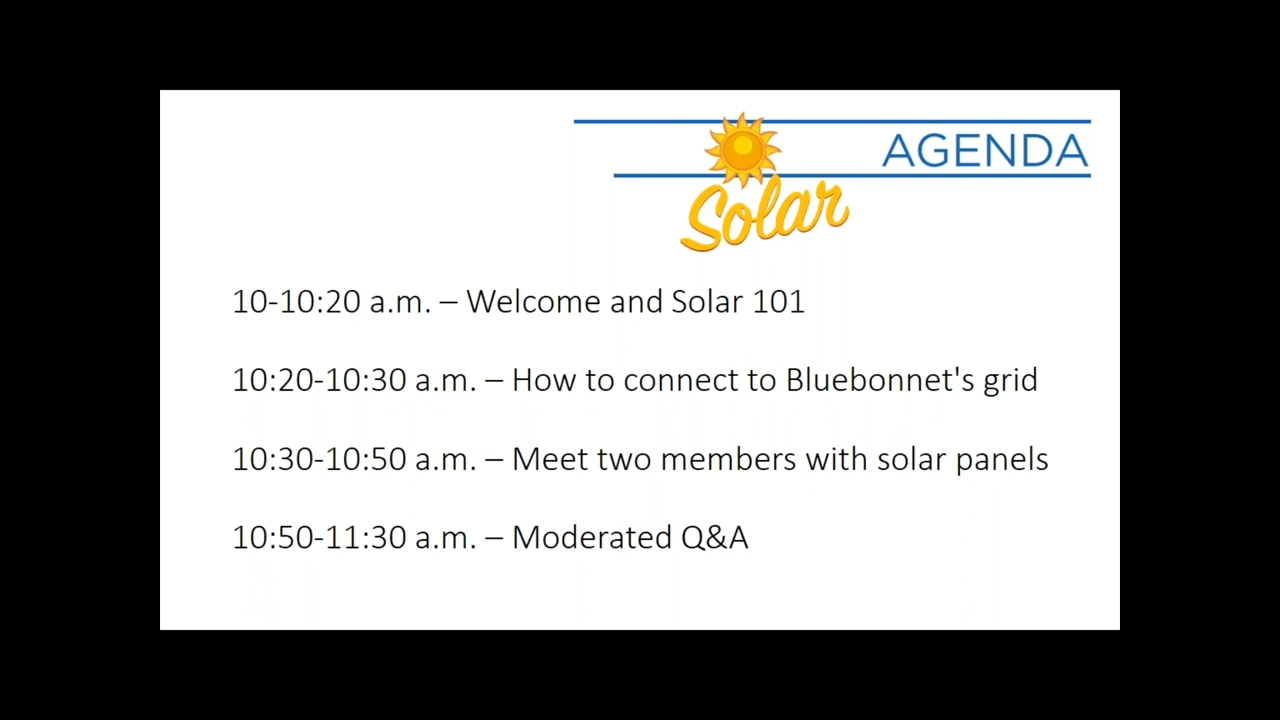 AGENDA
Solar
10-10:20 a.m. – Welcome and Solar 101
10:20-10:30 a.m. – How to connect to Bluebonnet's grid
10:30-10:50 a.m. – Meet two members with solar panels
10:50-11:30 a.m. – Moderated Q&A